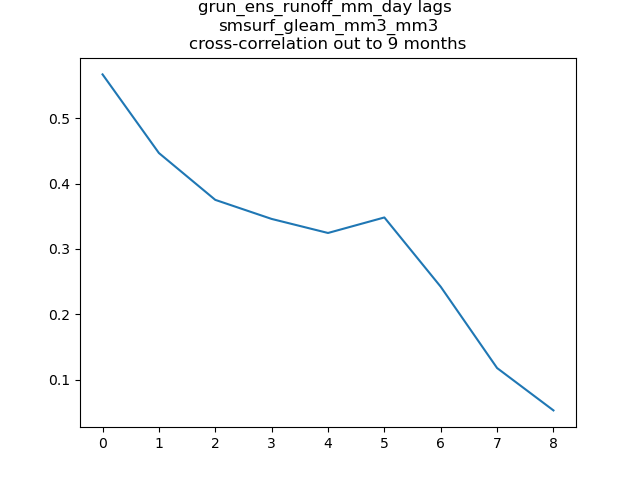 grun_ens_runoff_mm_day lags
smsurf_gleam_mm3_mm3
cross-correlation out to 9 months
0.5
0.4
0.3
0.2
0.1
0 1 2 3 4 5 6 7 8